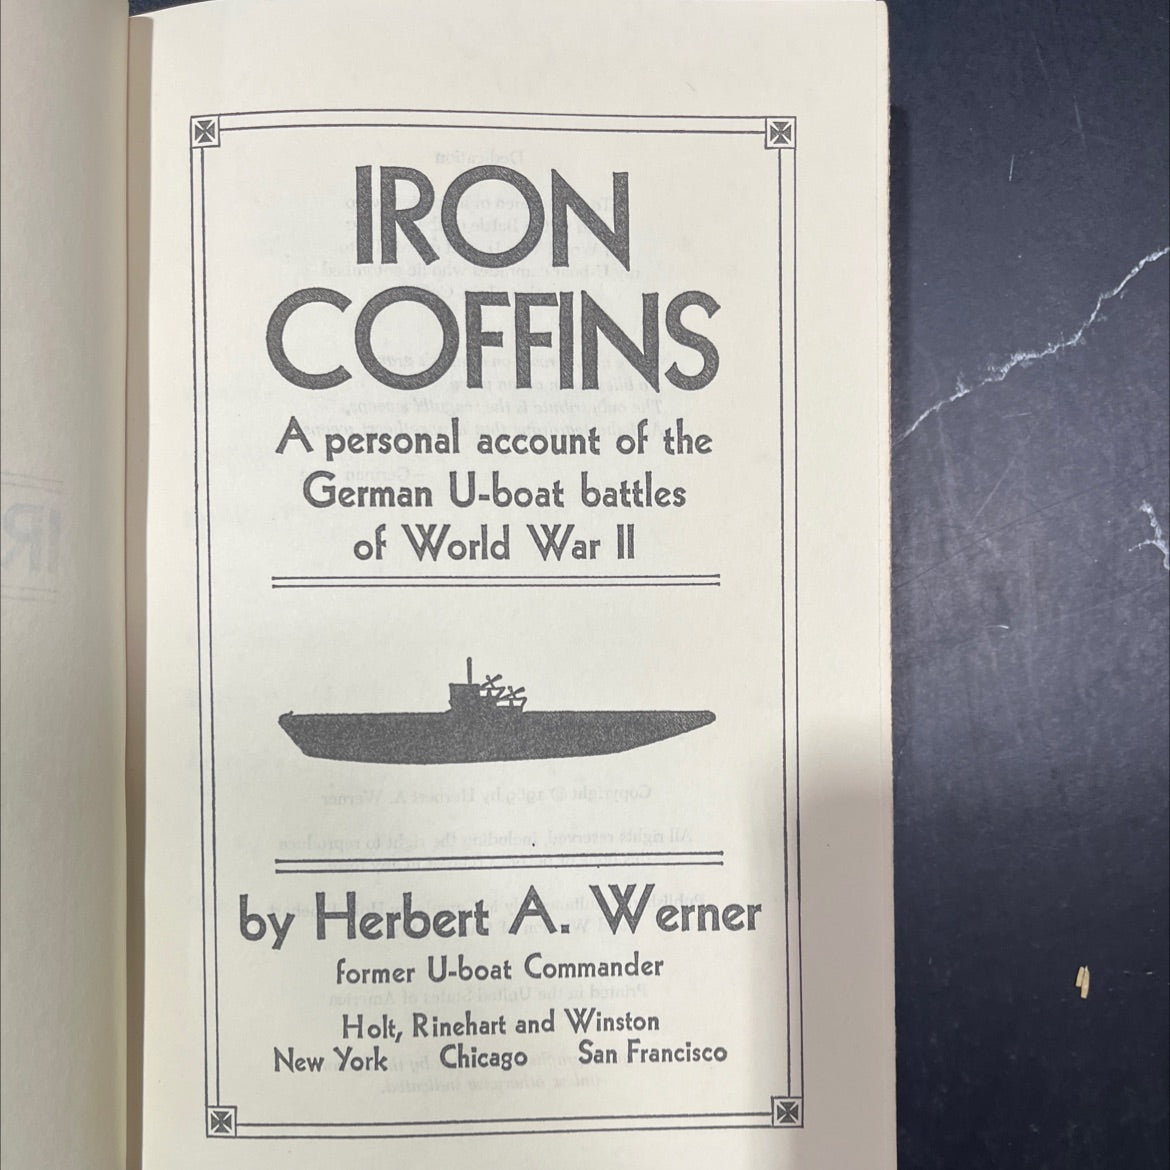 IRON
COFFINS
A personal account of the
German U-boat battles
of World War II
by Herbert A. Werner
former U-boat Commander
Holt, Rinehart and Winston
New York Chicago San Francisco